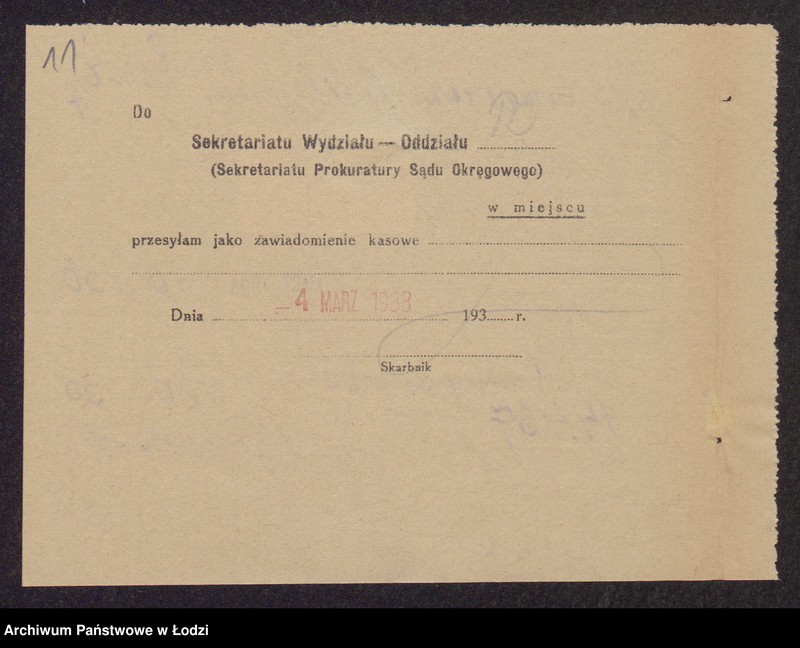 11
Do
Sekretariatu Wydziału — Oddziału ....................
(Sekretariatu Prokuratury Sądu Okręgowego)
w miejscu
przesyłam jako zawiadomienie kasowe ....................
Dnia – 4 MARZ 1938 193........r.
Skarbnik
Archiwum Państwowe w Łodzi